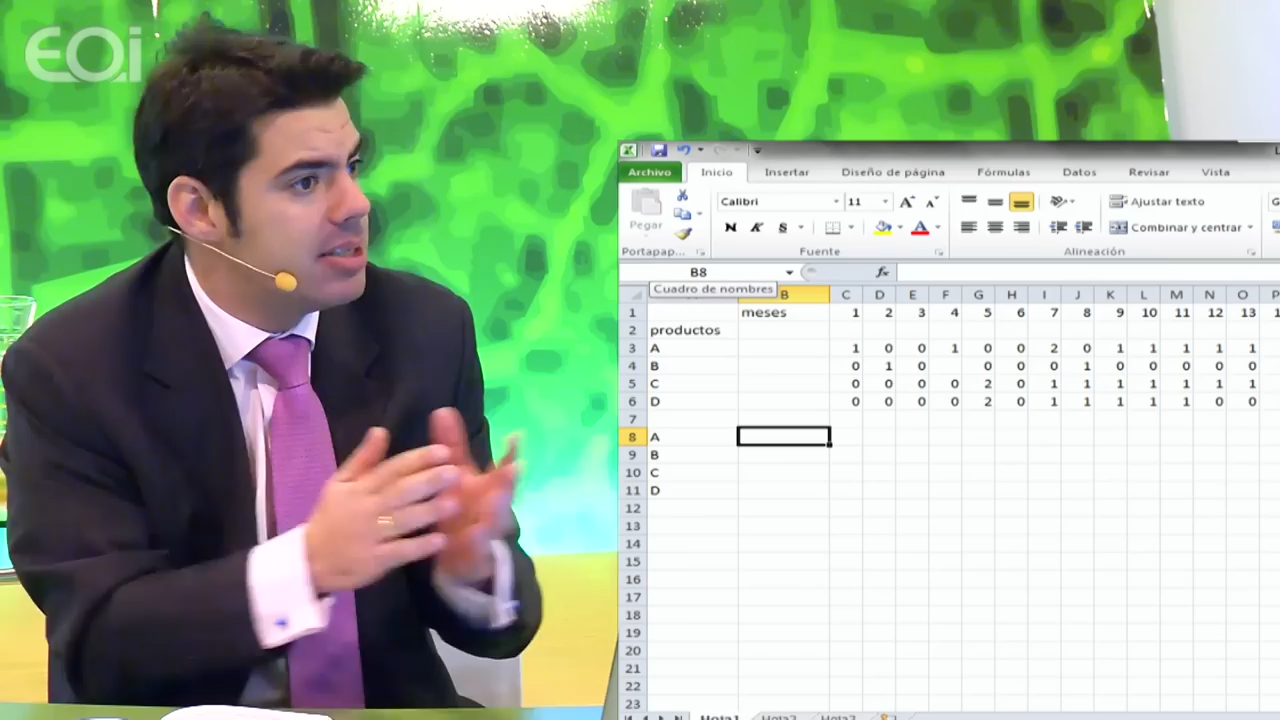 EOi
Archivo Inicio Insertar Diseño de página Fórmulas Datos Revisar Vista
Calibri 11 Ajustar texto
Pegar N K S A Combinar y centrar
Portapap... Fuente Alineación
B8 fx
Cuadro de nombres
B C D E F G H I J K L M N O P
1 meses 1 2 3 4 5 6 7 8 9 10 11 12 13
2 productos
3 A 1 0 0 1 0 0 2 0 1 1 1 1 1
4 B 0 1 0 0 0 0 1 0 0 0 0 0
5 C 0 0 0 0 2 0 1 1 1 1 1 1 1
6 D 0 0 0 0 2 0 1 1 1 1 1 0 0
7
8 A
9 B
10 C
11 D
12
13
14
15
16
17
18
19
20
21
22
23
Hoja1 Hoja2 Hoja3